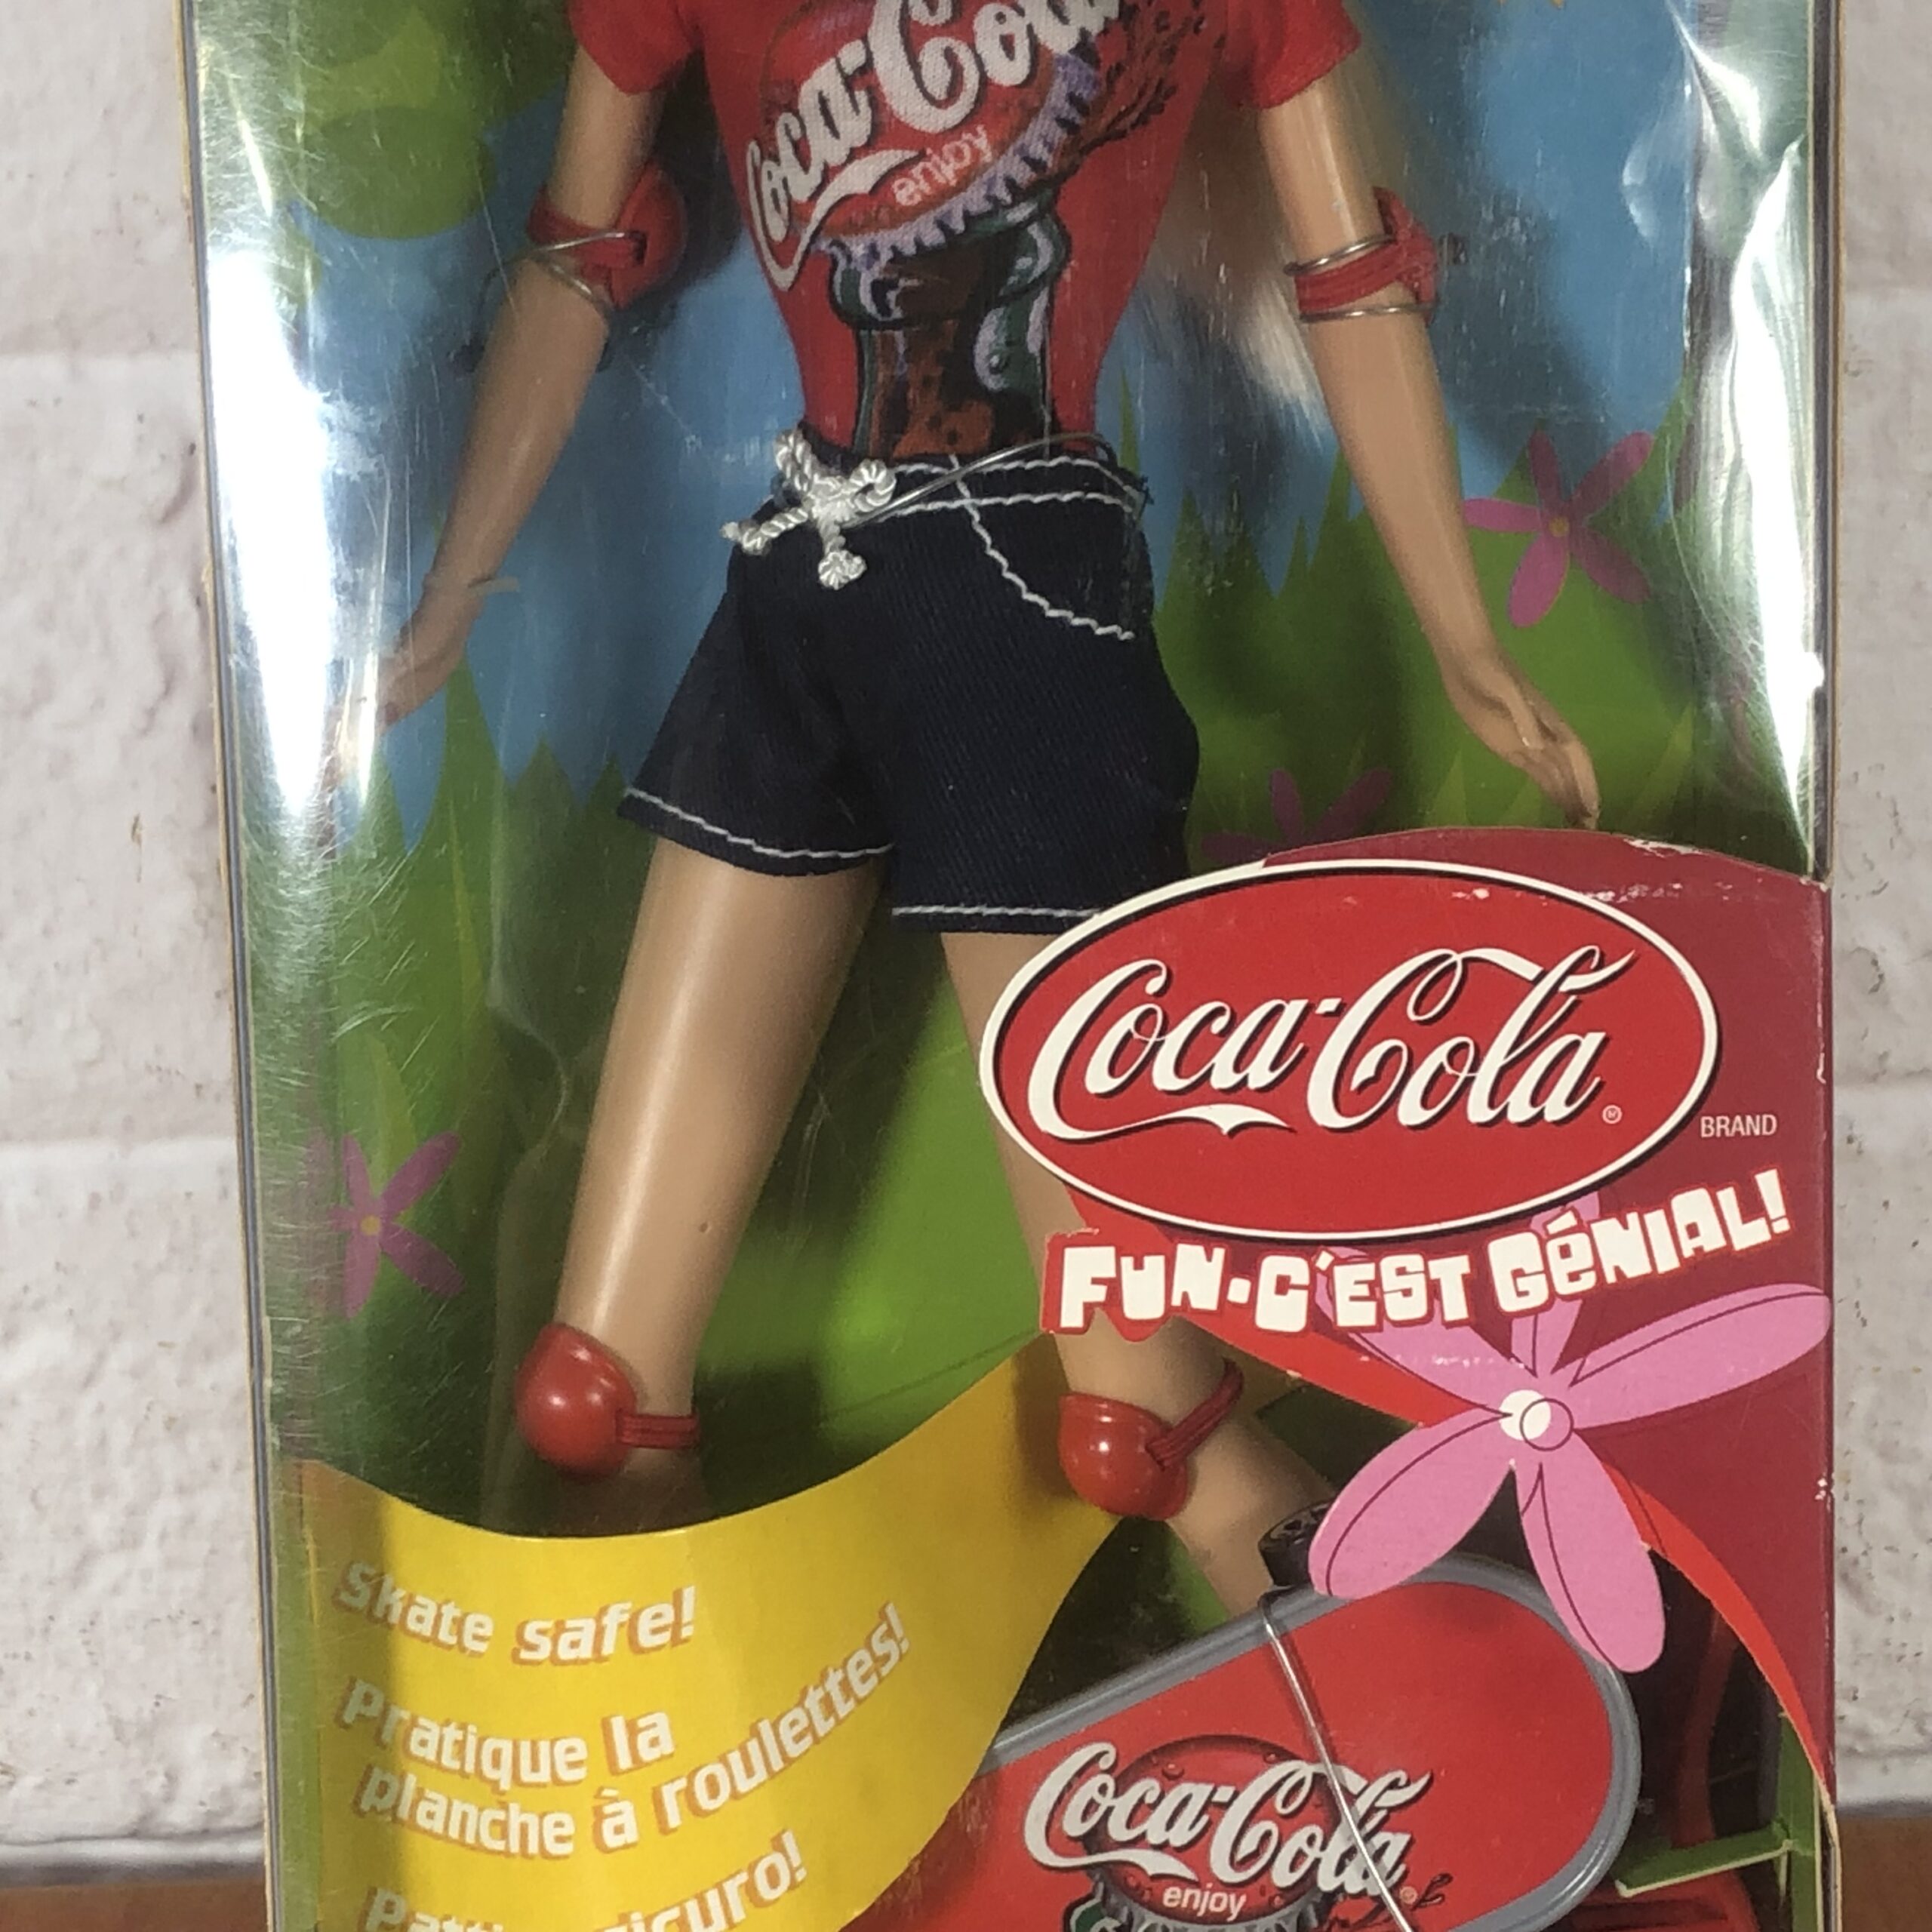 Coca-Cola
enjoy
Coca-Cola®
BRAND
FUN·C'EST GéNIAL!
Skate safe!
Pratique la
planche à roulettes!
Coca-Cola®
enjoy